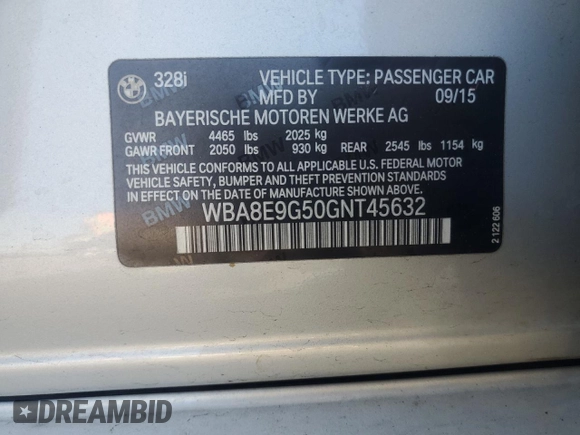 328i VEHICLE TYPE: PASSENGER CAR
MFD BY 09/15
BAYERISCHE MOTOREN WERKE AG
GVWR 4465 lbs 2025 kg
GAWR FRONT 2050 lbs 930 kg REAR 2545 lbs 1154 kg
THIS VEHICLE CONFORMS TO ALL APPLICABLE U.S. FEDERAL MOTOR
VEHICLE SAFETY, BUMPER AND THEFT PREVENTION STANDARDS
IN EFFECT ON THE DATE OF MANUFACTURE SHOWN ABOVE.
WBA8E9G50GNT45632
2 122 606
DREAMBID